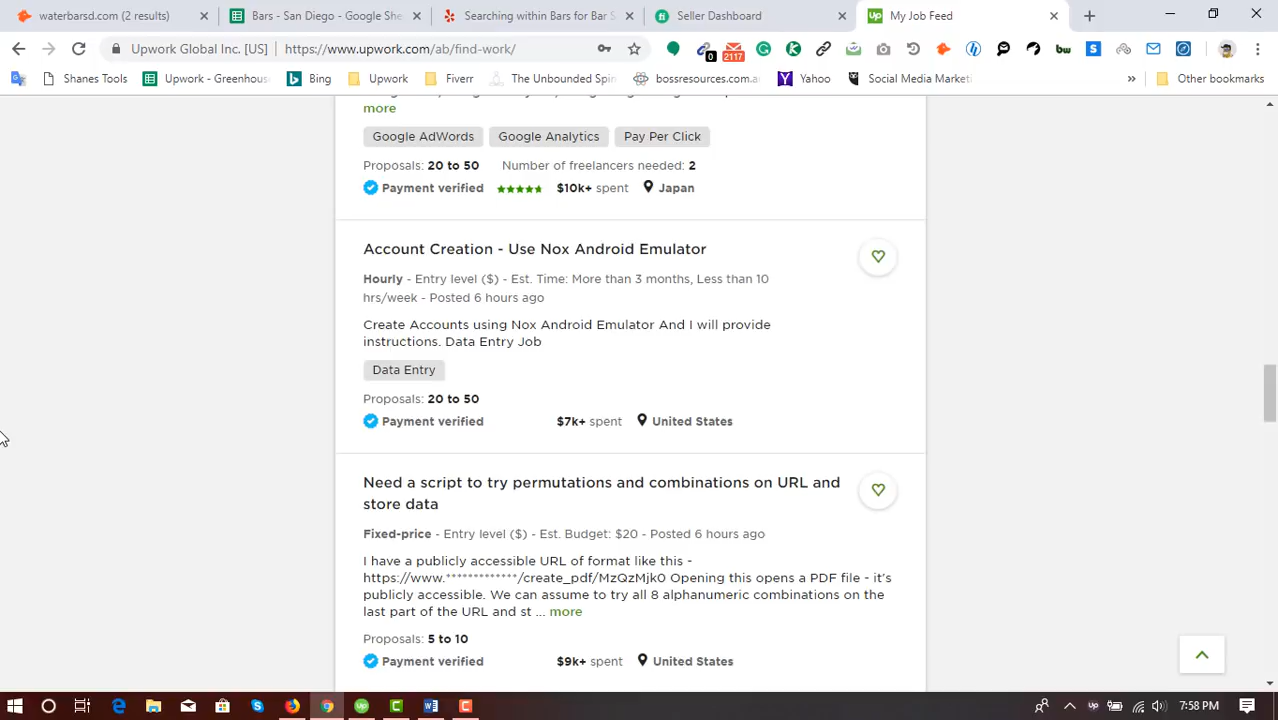 waterbarsd.com (2 results)
Bars - San Diego - Google She
Searching within Bars for Bar S
Seller Dashboard
My Job Feed
Upwork Global Inc. [US]
https://www.upwork.com/ab/find-work/
0
2117
bw
S
Shanes Tools
Upwork - Greenhouse
Bing
Upwork
Fiverr
The Unbounded Spir
bossresources.com.a
Yahoo
Social Media Market
»
Other bookmarks
more
Google AdWords
Google Analytics
Pay Per Click
Proposals: 20 to 50 Number of freelancers needed: 2
Payment verified $10k+ spent Japan
Account Creation - Use Nox Android Emulator
Hourly - Entry level ($) - Est. Time: More than 3 months, Less than 10
hrs/week - Posted 6 hours ago
Create Accounts using Nox Android Emulator And I will provide
instructions. Data Entry Job
Data Entry
Proposals: 20 to 50
Payment verified $7k+ spent United States
Need a script to try permutations and combinations on URL and
store data
Fixed-price - Entry level ($) - Est. Budget: $20 - Posted 6 hours ago
I have a publicly accessible URL of format like this -
https://www.*************/create_pdf/MzQzMjk0 Opening this opens a PDF file - it's
publicly accessible. We can assume to try all 8 alphanumeric combinations on the
last part of the URL and st ... more
Proposals: 5 to 10
Payment verified $9k+ spent United States
7:58 PM